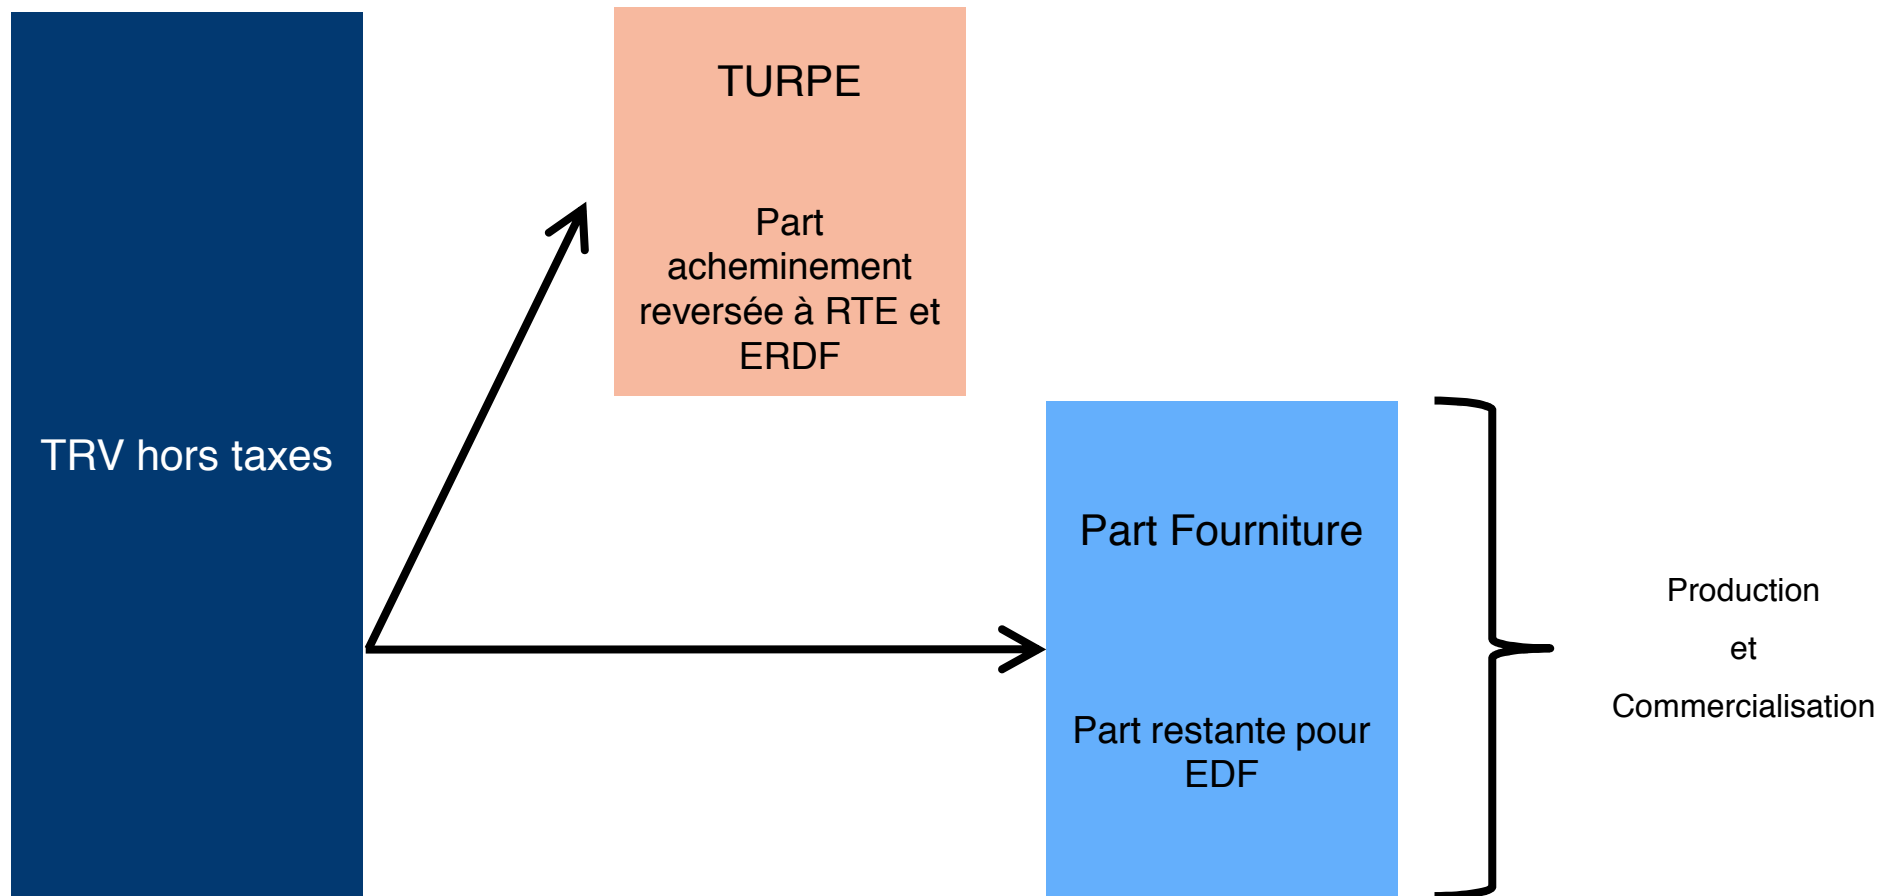 TRV hors taxes
TURPE
Part
acheminement
reversée à RTE et
ERDF
Part Fourniture
Part restante pour
EDF
Production
et
Commercialisation